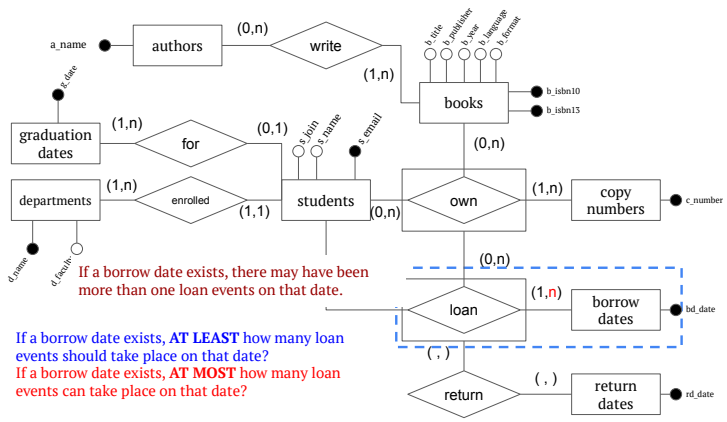 b_title
b_publisher
b_year
b_language
b_format
a_name
authors
(0,n)
write
(1,n)
books
b_isbn10
b_isbn13
g_date
graduation
dates
(1,n)
for
(0,1)
s_join
s_name
s_email
(0,n)
departments
(1,n)
enrolled
(1,1)
students
(0,n)
own
(1,n)
copy
numbers
c_number
d_name
(0,n)
If a borrow date exists, there may have been
more than one loan events on that date.
loan
(1,n)
borrow
dates
bd_date
If a borrow date exists, AT LEAST how many loan
events should take place on that date?
If a borrow date exists, AT MOST how many loan
events can take place on that date?
( , )
return
( , )
return
dates
rd_date